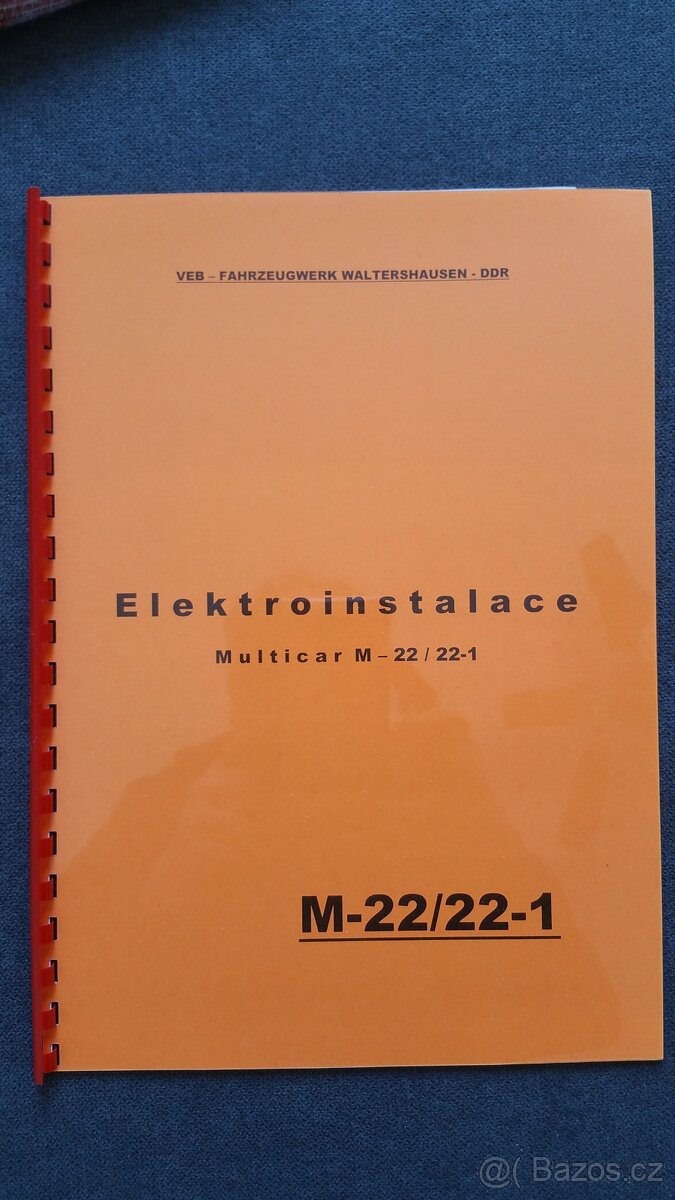 VEB – FAHRZEUGWERK WALTERSHAUSEN - DDR
Elektroinstalace
Multicar M – 22 / 22-1
M-22/22-1
@( Bazos.cz